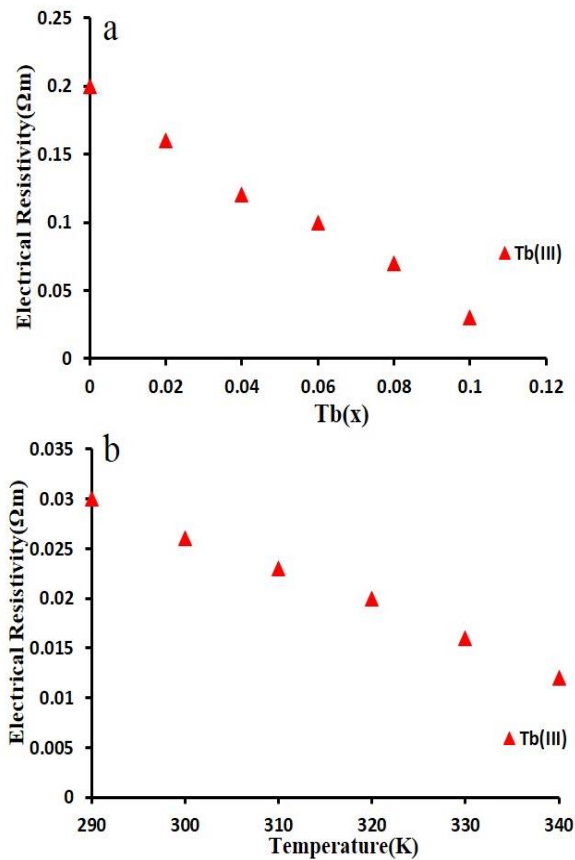 a
Electrical Resistivity(Ωm)
0.25
0.2
0.15
0.1
0.05
0
0 0.02 0.04 0.06 0.08 0.1 0.12
Tb(x)
Tb(III)
b
Electrical Resistivity(Ωm)
0.035
0.03
0.025
0.02
0.015
0.01
0.005
0
290 300 310 320 330 340
Temperature(K)
Tb(III)